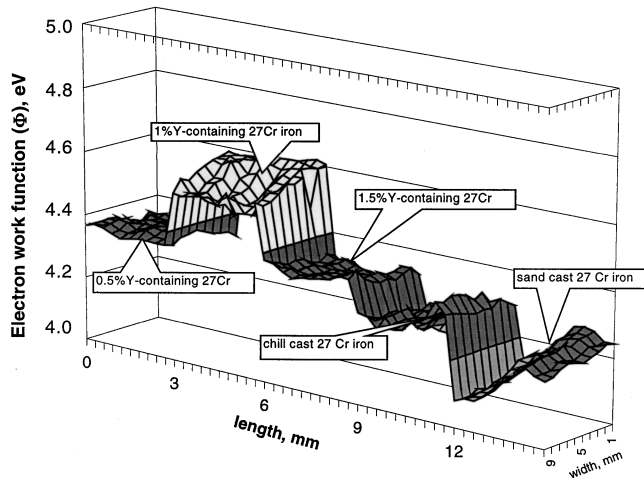 5.0
4.8
4.6
4.4
4.2
4.0
Electron work function (Φ), eV
1%Y-containing 27Cr iron
1.5%Y-containing 27Cr
0.5%Y-containing 27Cr
sand cast 27 Cr iron
chill cast 27 Cr iron
0
3
6
9
12
length, mm
9
5
1
width, mm